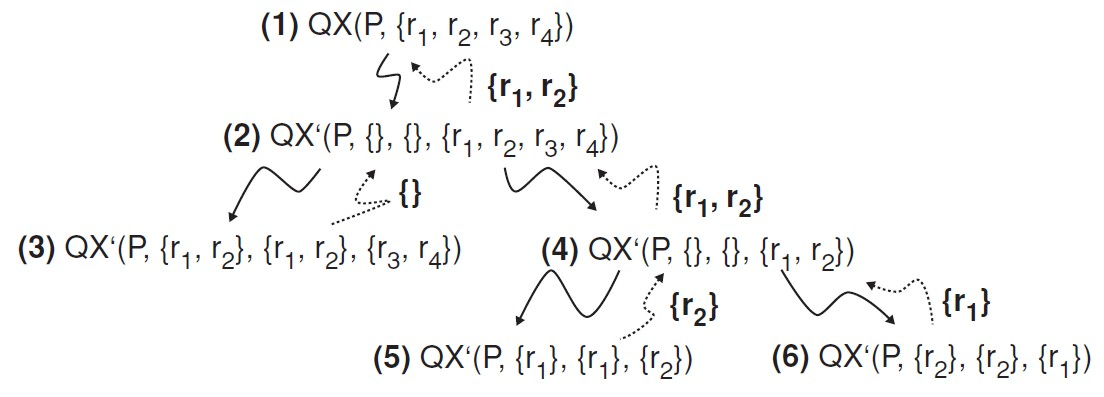 (1) QX(P, {r₁, r₂, r₃, r₄})
{r₁, r₂}
(2) QX‘(P, {}, {}, {r₁, r₂, r₃, r₄})
{}
{r₁, r₂}
(3) QX‘(P, {r₁, r₂}, {r₁, r₂}, {r₃, r₄})
(4) QX‘(P, {}, {}, {r₁, r₂})
{r₂}
{r₁}
(5) QX‘(P, {r₁}, {r₁}, {r₂})
(6) QX‘(P, {r₂}, {r₂}, {r₁})